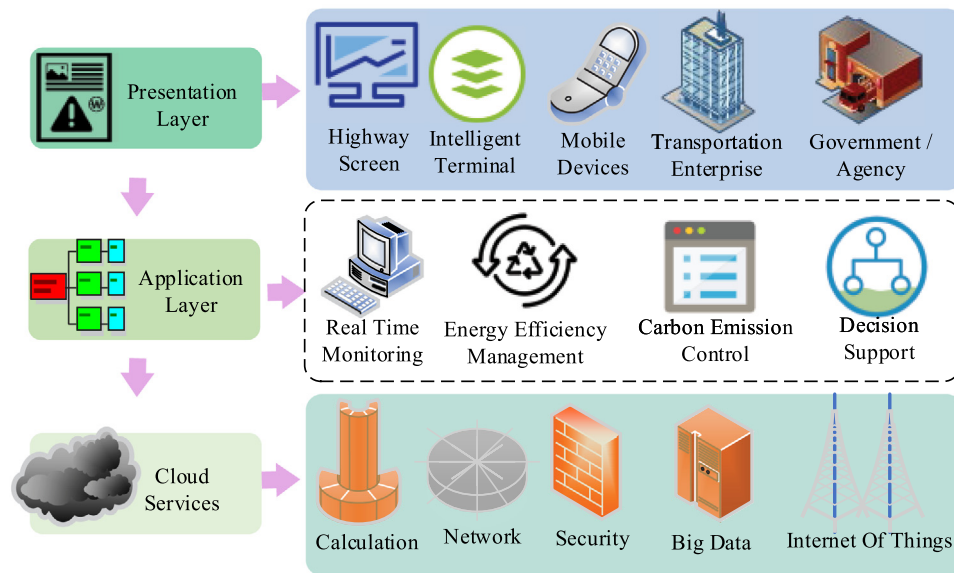 Presentation
Layer
Highway
Screen
Intelligent
Terminal
Mobile
Devices
Transportation
Enterprise
Government /
Agency
Application
Layer
Real Time
Monitoring
Energy Efficiency
Management
Carbon Emission
Control
Decision
Support
Cloud
Services
Calculation
Network
Security
Big Data
Internet Of Things